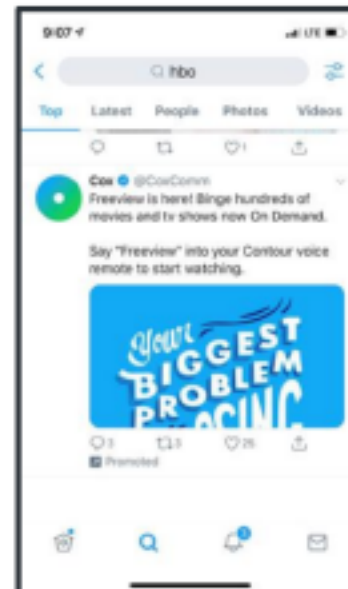 9:07
LTE
hbo
Top Latest People Photos Videos
1
Cox @CoxComm
Freeview is here! Binge hundreds of
movies and tv shows now On Demand.
Say "Freeview" into your Contour voice
remote to start watching.
Your
BIGGEST
PROBLEM
3 3 25
Promoted